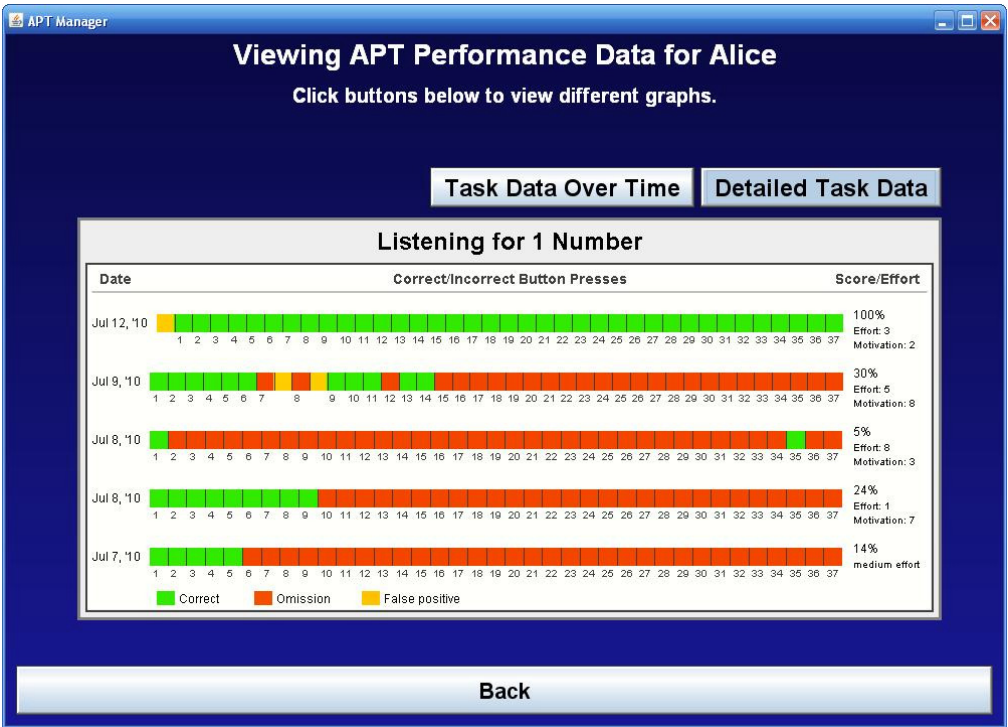 APT Manager
Viewing APT Performance Data for Alice
Click buttons below to view different graphs.
Task Data Over Time Detailed Task Data
Listening for 1 Number
Date Correct/Incorrect Button Presses Score/Effort
Jul 12, '10 100%
Effort: 3
1 2 3 4 5 6 7 8 9 10 11 12 13 14 15 16 17 18 19 20 21 22 23 24 25 26 27 28 29 30 31 32 33 34 35 36 37
Motivation: 2
Jul 9, '10 30%
Effort: 5
1 2 3 4 5 6 7 8 9 10 11 12 13 14 15 16 17 18 19 20 21 22 23 24 25 26 27 28 29 30 31 32 33 34 35 36 37
Motivation: 8
Jul 8, '10 5%
Effort: 8
1 2 3 4 5 6 7 8 9 10 11 12 13 14 15 16 17 18 19 20 21 22 23 24 25 26 27 28 29 30 31 32 33 34 35 36 37
Motivation: 3
Jul 8, '10 24%
Effort: 1
1 2 3 4 5 6 7 8 9 10 11 12 13 14 15 16 17 18 19 20 21 22 23 24 25 26 27 28 29 30 31 32 33 34 35 36 37
Motivation: 7
Jul 7, '10 14%
medium effort
1 2 3 4 5 6 7 8 9 10 11 12 13 14 15 16 17 18 19 20 21 22 23 24 25 26 27 28 29 30 31 32 33 34 35 36 37
Correct Omission False positive
Back